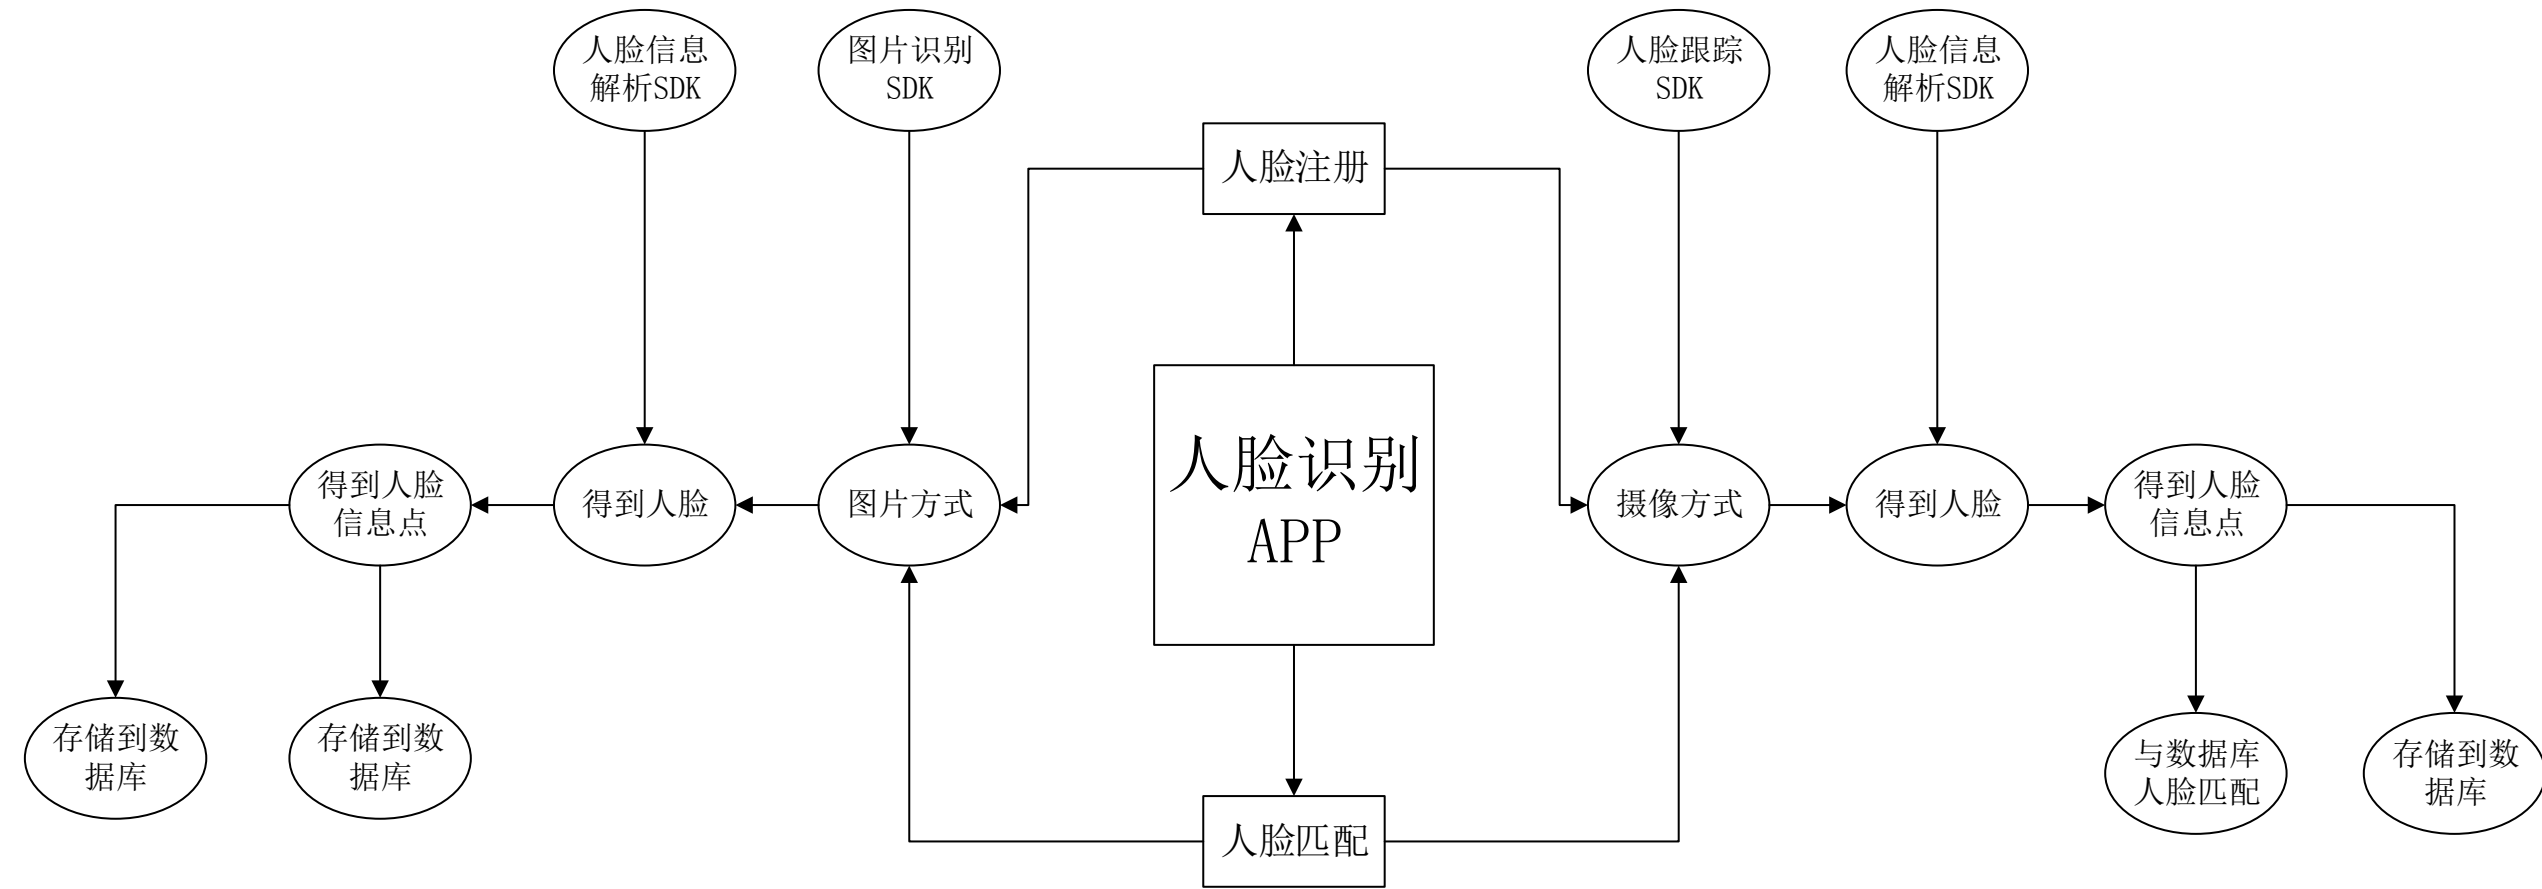 人脸信息
解析SDK
图片识别
SDK
人脸跟踪
SDK
人脸信息
解析SDK
人脸注册
人脸识别
APP
得到人脸
信息点
得到人脸
图片方式
摄像方式
得到人脸
得到人脸
信息点
存储到数
据库
存储到数
据库
人脸匹配
与数据库
人脸匹配
存储到数
据库